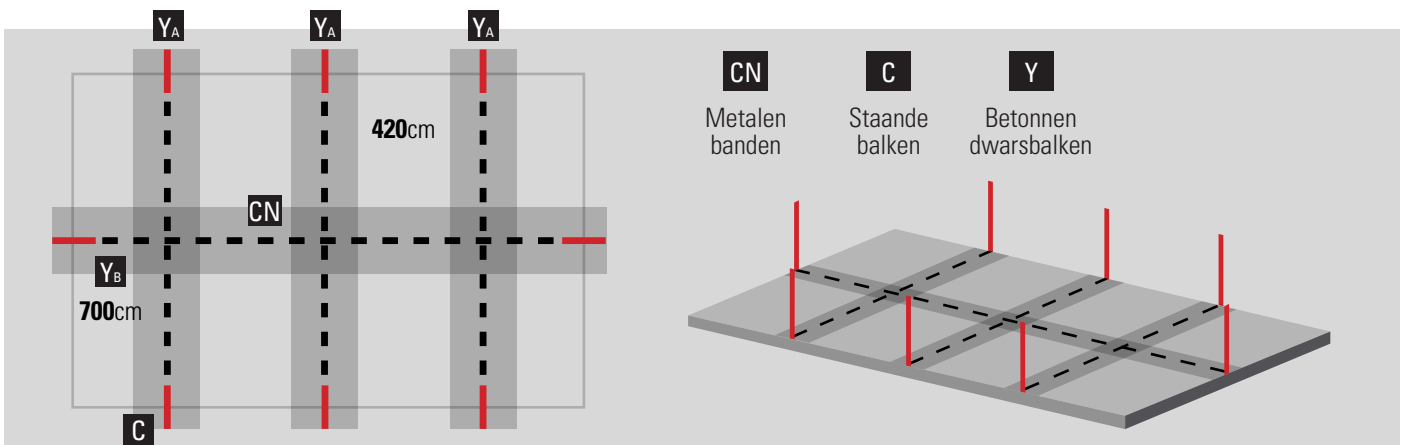 YA YA YA
420cm
CN
YB
700cm
C
CN C Y
Metalen Staande Betonnen
banden balken dwarsbalken